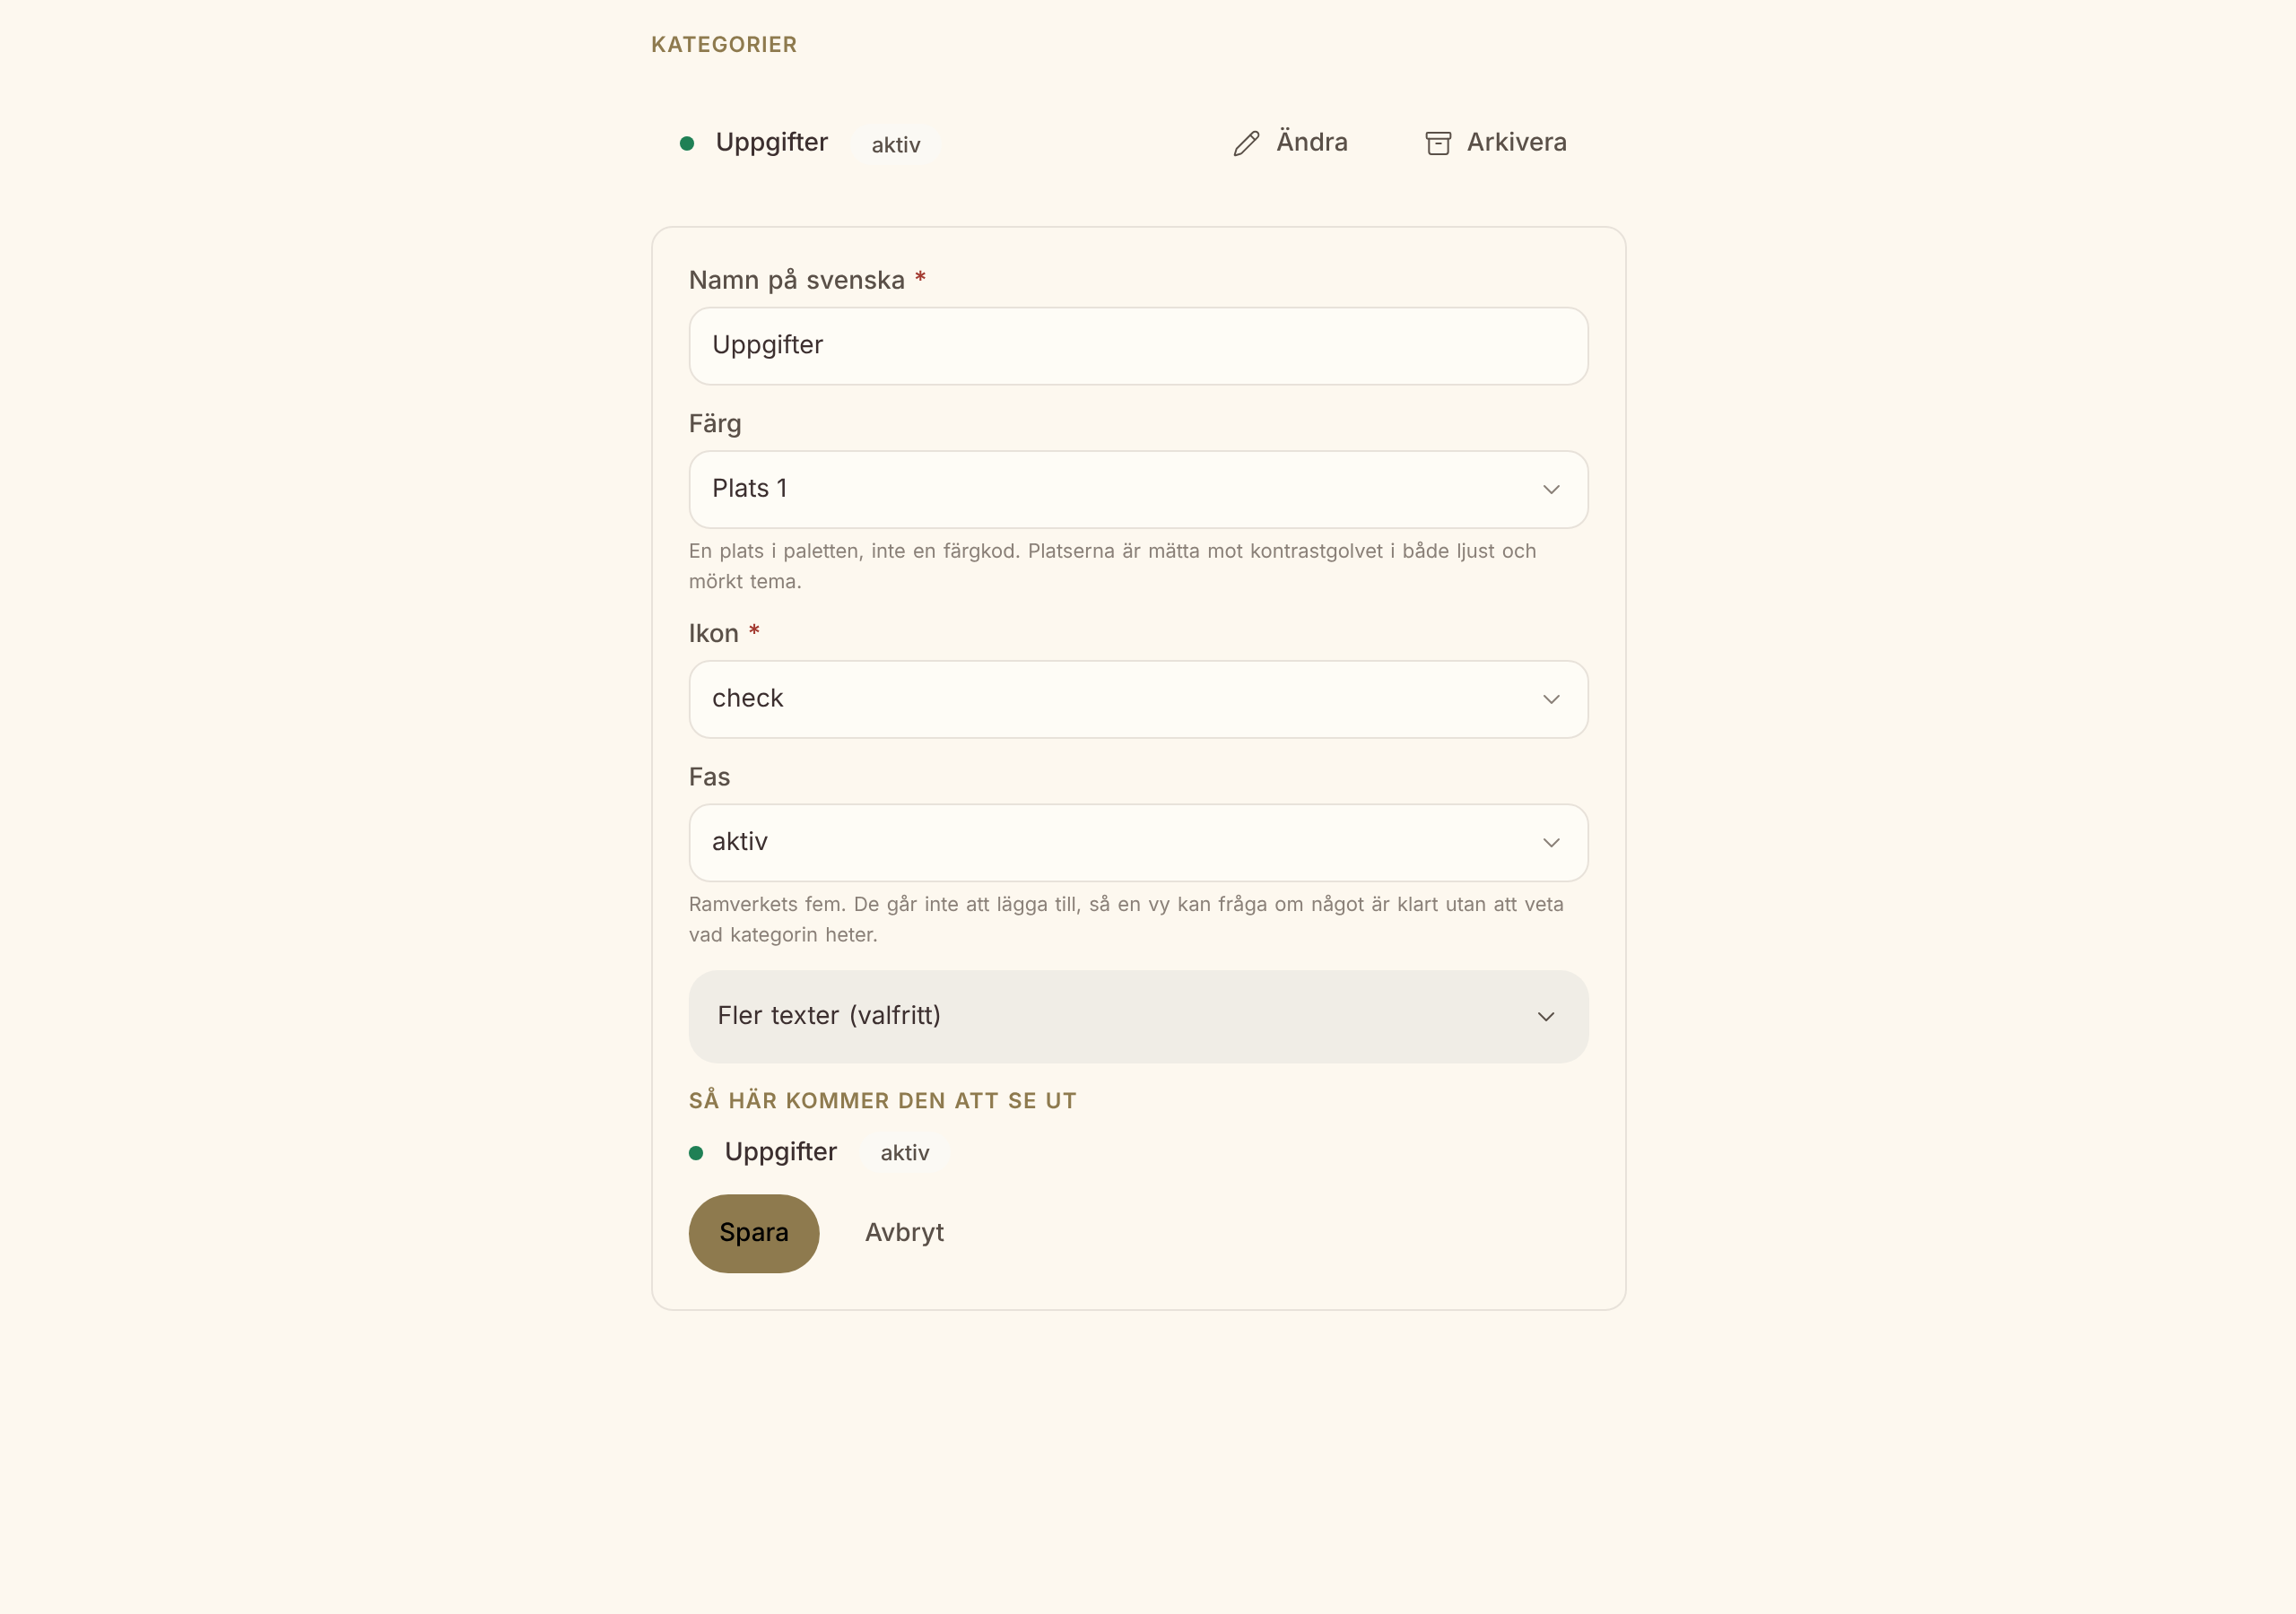 KATEGORIER
Uppgifter aktiv Ändra Arkivera
Namn på svenska *
Uppgifter
Färg
Plats 1
En plats i paletten, inte en färgkod. Platserna är mätta mot kontrastgolvet i både ljust och
mörkt tema.
Ikon *
check
Fas
aktiv
Ramverkets fem. De går inte att lägga till, så en vy kan fråga om något är klart utan att veta
vad kategorin heter.
Fler texter (valfritt)
SÅ HÄR KOMMER DEN ATT SE UT
Uppgifter aktiv
Spara Avbryt